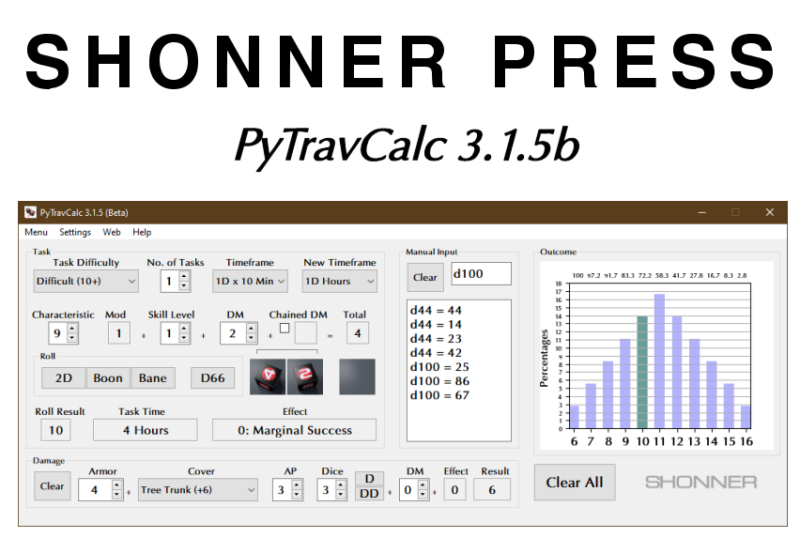 SHONNER PRESS
PyTravCalc 3.1.5b
PyTravCalc 3.1.5 (Beta)
Menu Settings Web Help
Task
Task Difficulty No. of Tasks Timeframe New Timeframe
Difficult (10+) 1 1D x 10 Min 1D Hours
Characteristic Mod Skill Level DM Chained DM Total
9 1 + 1 + 2 + = 4
Roll
2D Boon Bane D66 4 2
Roll Result Task Time Effect
10 4 Hours 0: Marginal Success
Manual Input
Clear d100
d44 = 44
d44 = 14
d44 = 23
d44 = 42
d100 = 25
d100 = 86
d100 = 67
Outcome
100 97.2 91.7 83.3 72.2 58.3 41.7 27.8 16.7 8.3 2.8
Percentages
18
17
16
15
14
13
12
11
10
9
8
7
6
5
4
3
2
1
0
6 7 8 9 10 11 12 13 14 15 16
Damage
Armor Cover AP Dice DM Effect Result
Clear 4 + Tree Trunk (+6) 3 3 D DD + 0 + 0 6
Clear All SHONNER